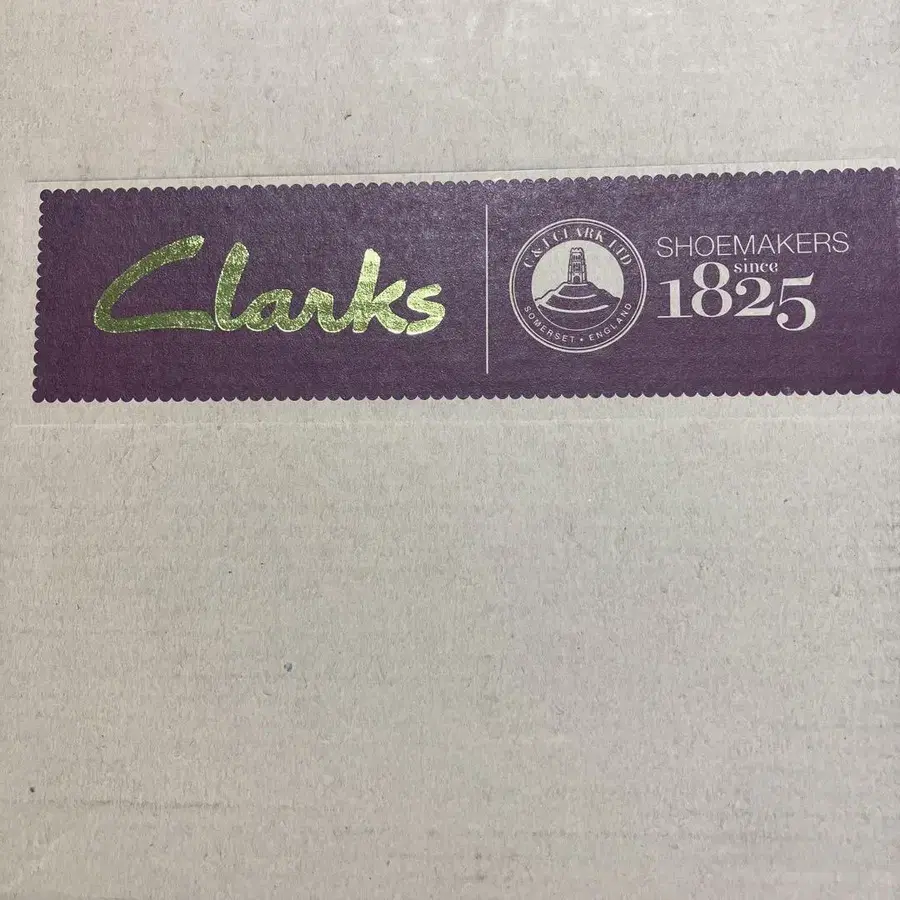 Clarks
C & J CLARK LTD
SOMERSET • ENGLAND
SHOEMAKERS
since
1825